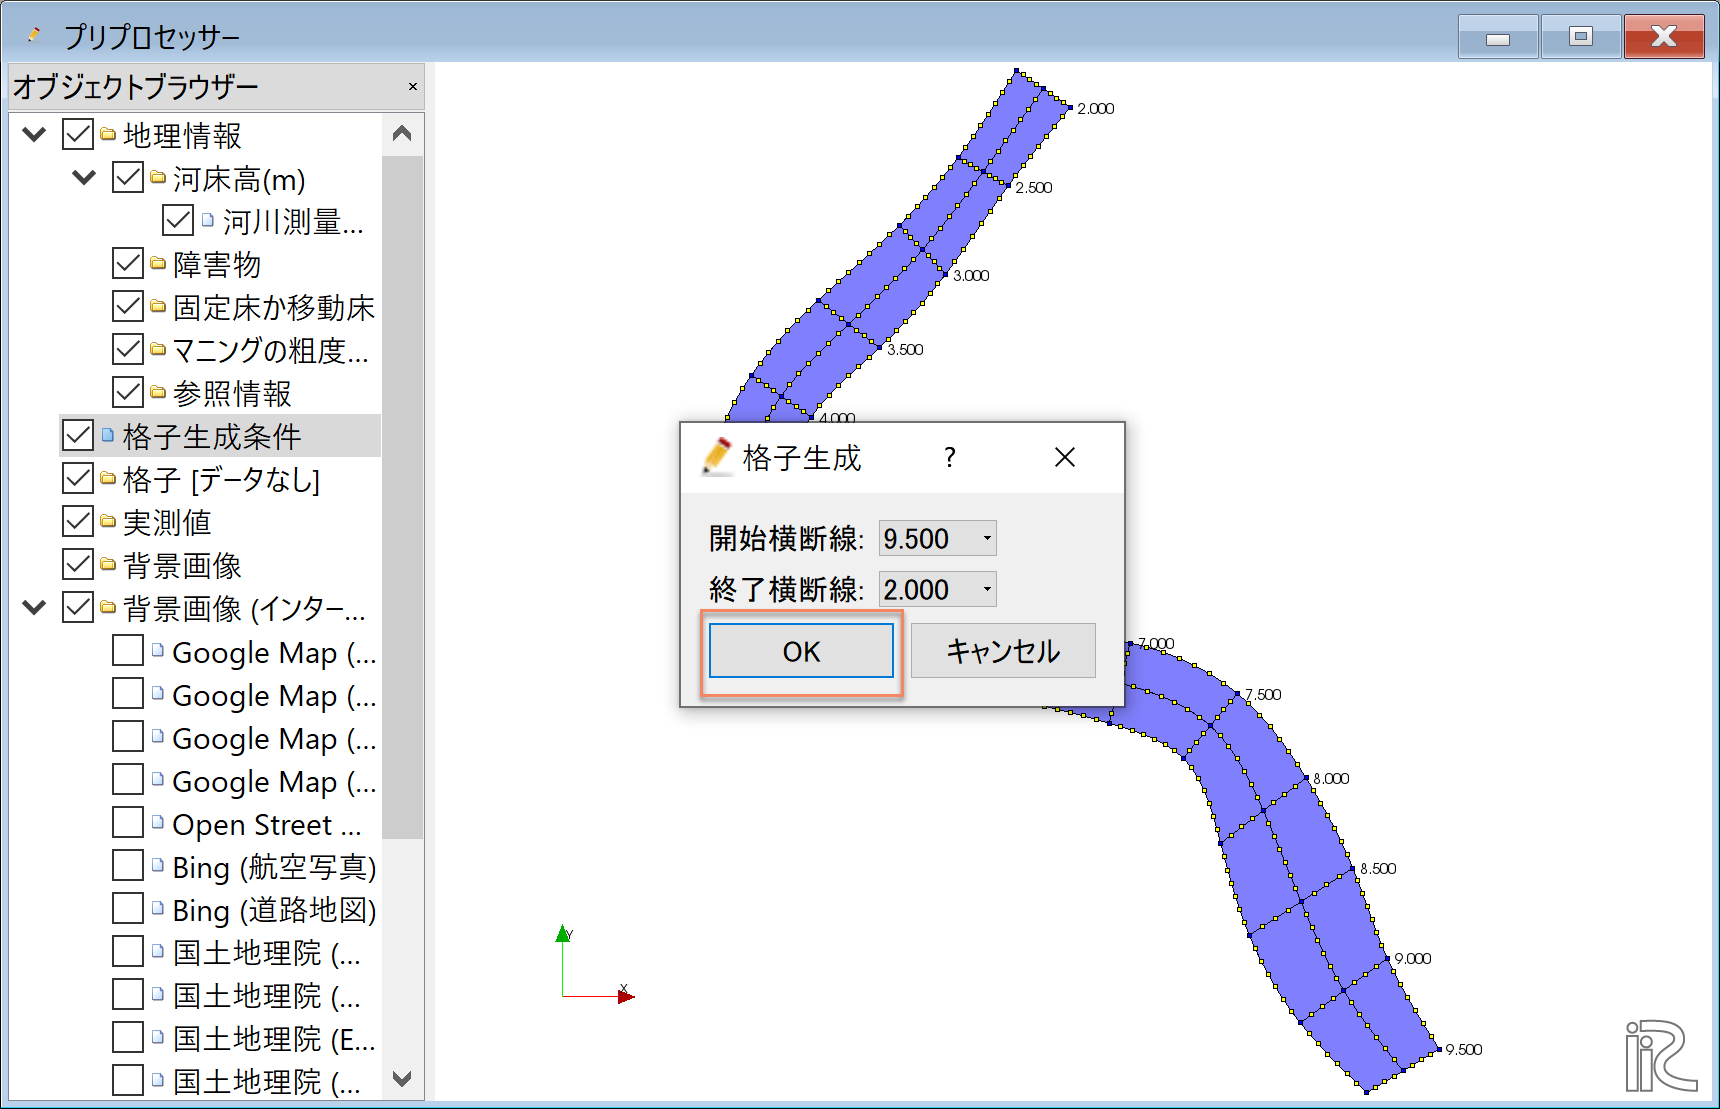 プリプロセッサー
オブジェクトブラウザー ×
地理情報
河床高(m)
河川測量...
障害物
固定床か移動床
マニングの粗度...
参照情報
格子生成条件
格子 [データなし]
実測値
背景画像
背景画像 (インター...
Google Map (...
Google Map (...
Google Map (...
Google Map (...
Open Street ...
Bing (航空写真)
Bing (道路地図)
国土地理院 (...
国土地理院 (...
国土地理院 (E...
国土地理院 (...
2.000
2.500
3.000
3.500
4.000
格子生成 ?
開始横断線: 9.500
終了横断線: 2.000
OK キャンセル
7.000
7.500
8.000
8.500
9.000
9.500
Y
X
iRIC